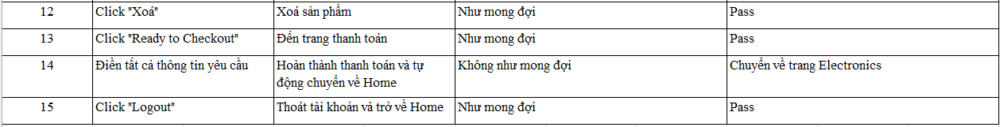 12 Click "Xoá" Xoá sản phẩm Như mong đợi Pass
13 Click "Ready to Checkout" Đến trang thanh toán Như mong đợi Pass
14 Điền tất cả thông tin yêu cầu Hoàn thành thanh toán và tự Không như mong đợi Chuyển về trang Electronics
động chuyển về Home
15 Click "Logout" Thoát tài khoản và trở về Home Như mong đợi Pass